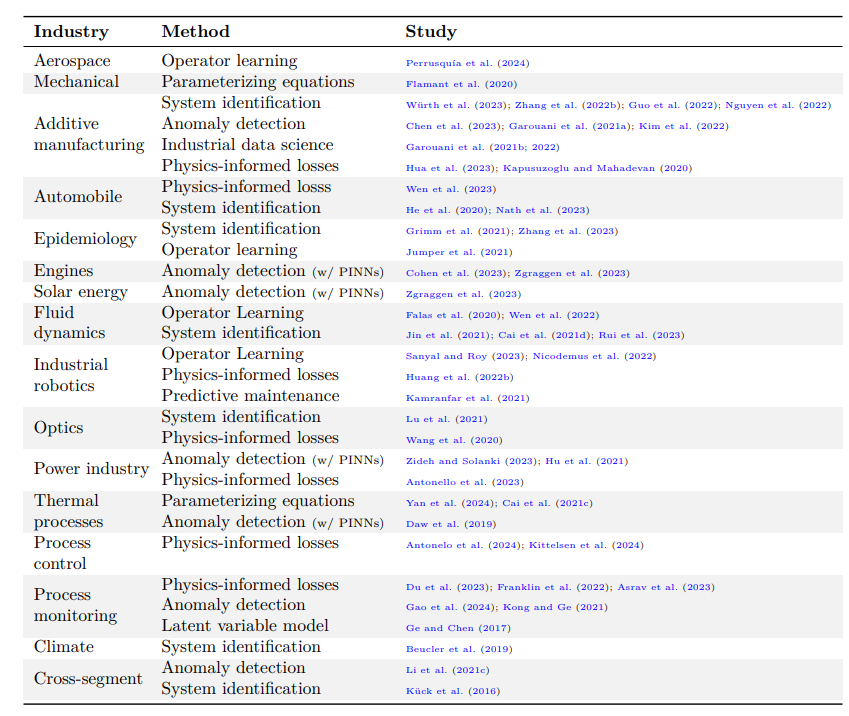 Industry Method Study
Aerospace Operator learning Perrusquía et al. (2024)
Mechanical Parameterizing equations Flamant et al. (2020)
System identification Würth et al. (2023); Zhang et al. (2022b); Guo et al. (2022); Nguyen et al. (2022)
Additive manufacturing Anomaly detection Chen et al. (2023); Garouani et al. (2021a); Kim et al. (2022)
Industrial data science Garouani et al. (2021b; 2022)
Physics-informed losses Hua et al. (2023); Kapusuzoglu and Mahadevan (2020)
Automobile Physics-informed losss Wen et al. (2023)
System identification He et al. (2020); Nath et al. (2023)
Epidemiology System identification Grimm et al. (2021); Zhang et al. (2023)
Operator learning Jumper et al. (2021)
Engines Anomaly detection (w/ PINNs) Cohen et al. (2023); Zgraggen et al. (2023)
Solar energy Anomaly detection (w/ PINNs) Zgraggen et al. (2023)
Fluid Operator Learning Falas et al. (2020); Wen et al. (2022)
dynamics System identification Jin et al. (2021); Cai et al. (2021d); Rui et al. (2023)
Industrial robotics Operator Learning Sanyal and Roy (2023); Nicodemus et al. (2022)
Physics-informed losses Huang et al. (2022b)
Predictive maintenance Kamranfar et al. (2021)
Optics System identification Lu et al. (2021)
Physics-informed losses Wang et al. (2020)
Power industry Anomaly detection (w/ PINNs) Zideh and Solanki (2023); Hu et al. (2021)
Physics-informed losses Antonello et al. (2023)
Thermal Parameterizing equations Yan et al. (2024); Cai et al. (2021c)
processes Anomaly detection (w/ PINNs) Daw et al. (2019)
Process Physics-informed losses Antonelo et al. (2024); Kittelsen et al. (2024)
control
Process monitoring Physics-informed losses Du et al. (2023); Franklin et al. (2022); Asrav et al. (2023)
Anomaly detection Gao et al. (2024); Kong and Ge (2021)
Latent variable model Ge and Chen (2017)
Climate System identification Beucler et al. (2019)
Cross-segment Anomaly detection Li et al. (2021c)
System identification Kück et al. (2016)